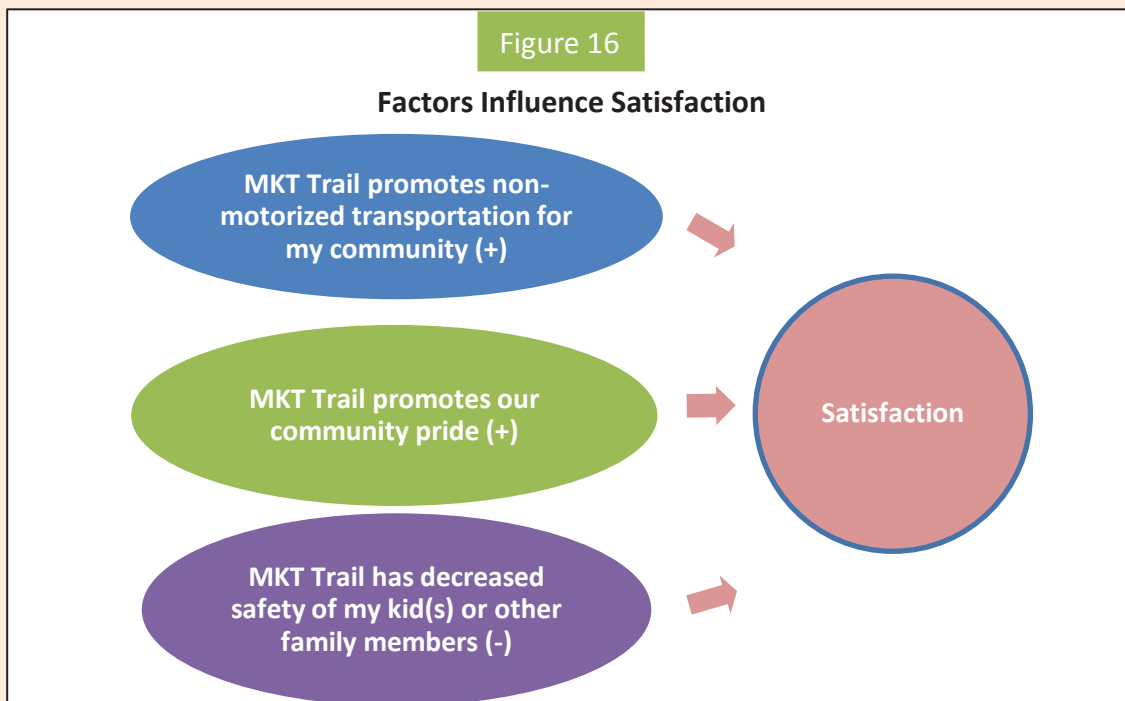 Figure 16
Factors Influence Satisfaction
MKT Trail promotes non-
motorized transportation for
my community (+)
MKT Trail promotes our
community pride (+)
Satisfaction
MKT Trail has decreased
safety of my kid(s) or other
family members (-)